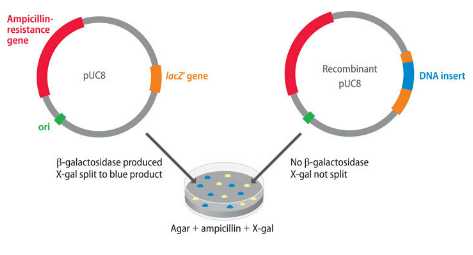 Ampicillin-
resistance
gene
pUC8
lacZ' gene
ori
Recombinant
pUC8
DNA insert
β-galactosidase produced
X-gal split to blue product
No β-galactosidase
X-gal not split
Agar + ampicillin + X-gal